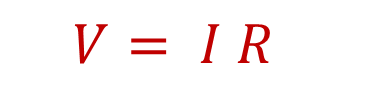 V = I R